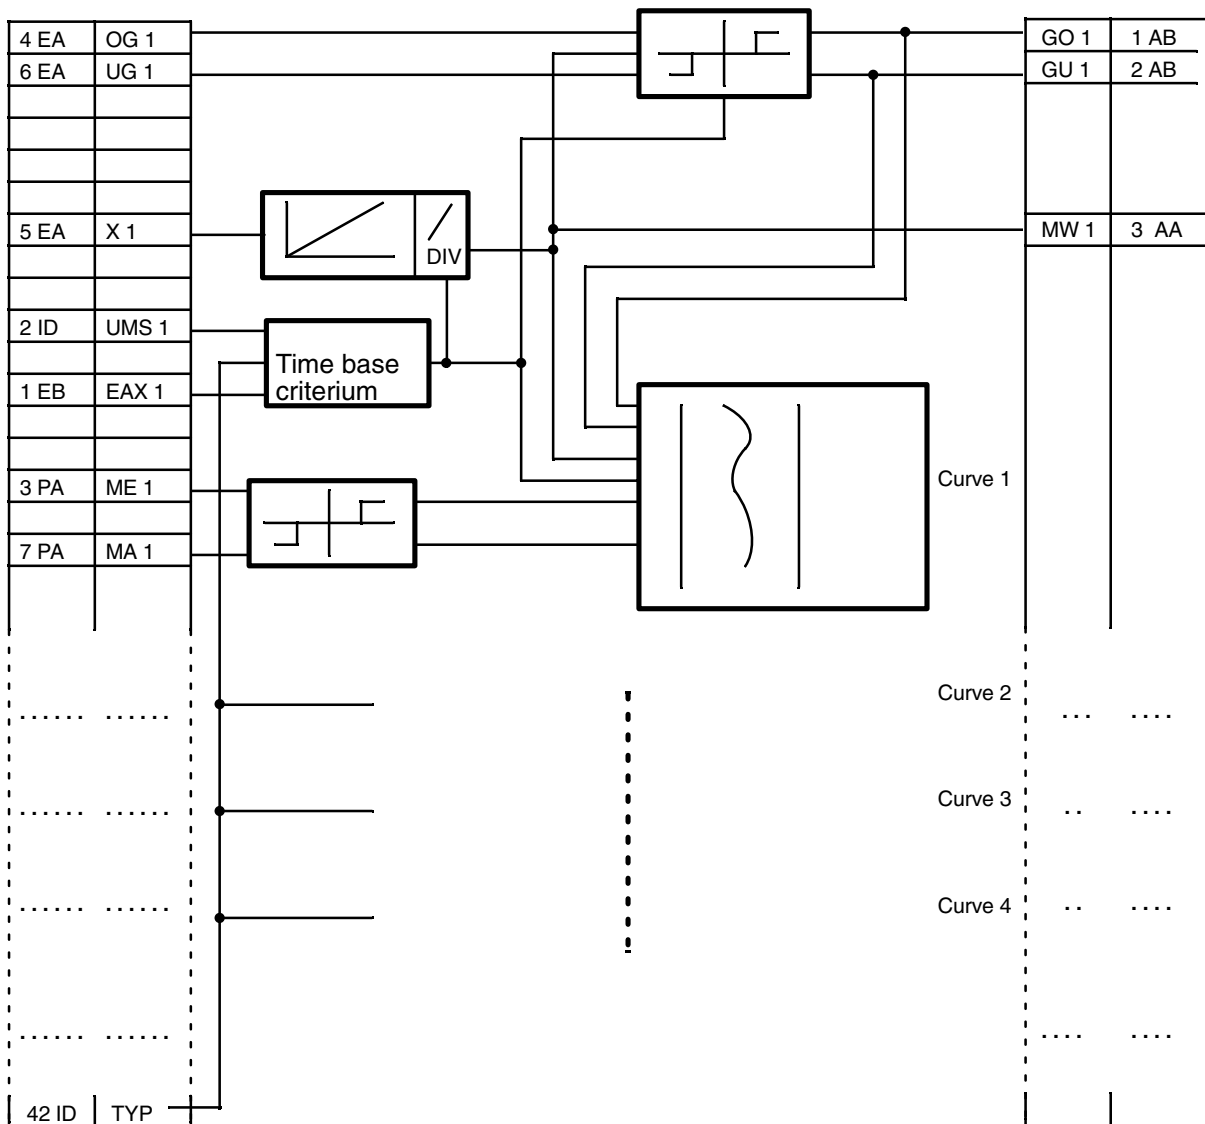 4 EA OG 1 GO 1 1 AB
6 EA UG 1 GU 1 2 AB
5 EA X 1 MW 1 3 AA
DIV
2 ID UMS 1
Time base
criterium
1 EB EAX 1
3 PA ME 1
Curve 1
7 PA MA 1
Curve 2
...... ...... ... ....
Curve 3
...... ...... .. ....
Curve 4
...... ...... .. ....
...... ...... .... ....
42 ID TYP